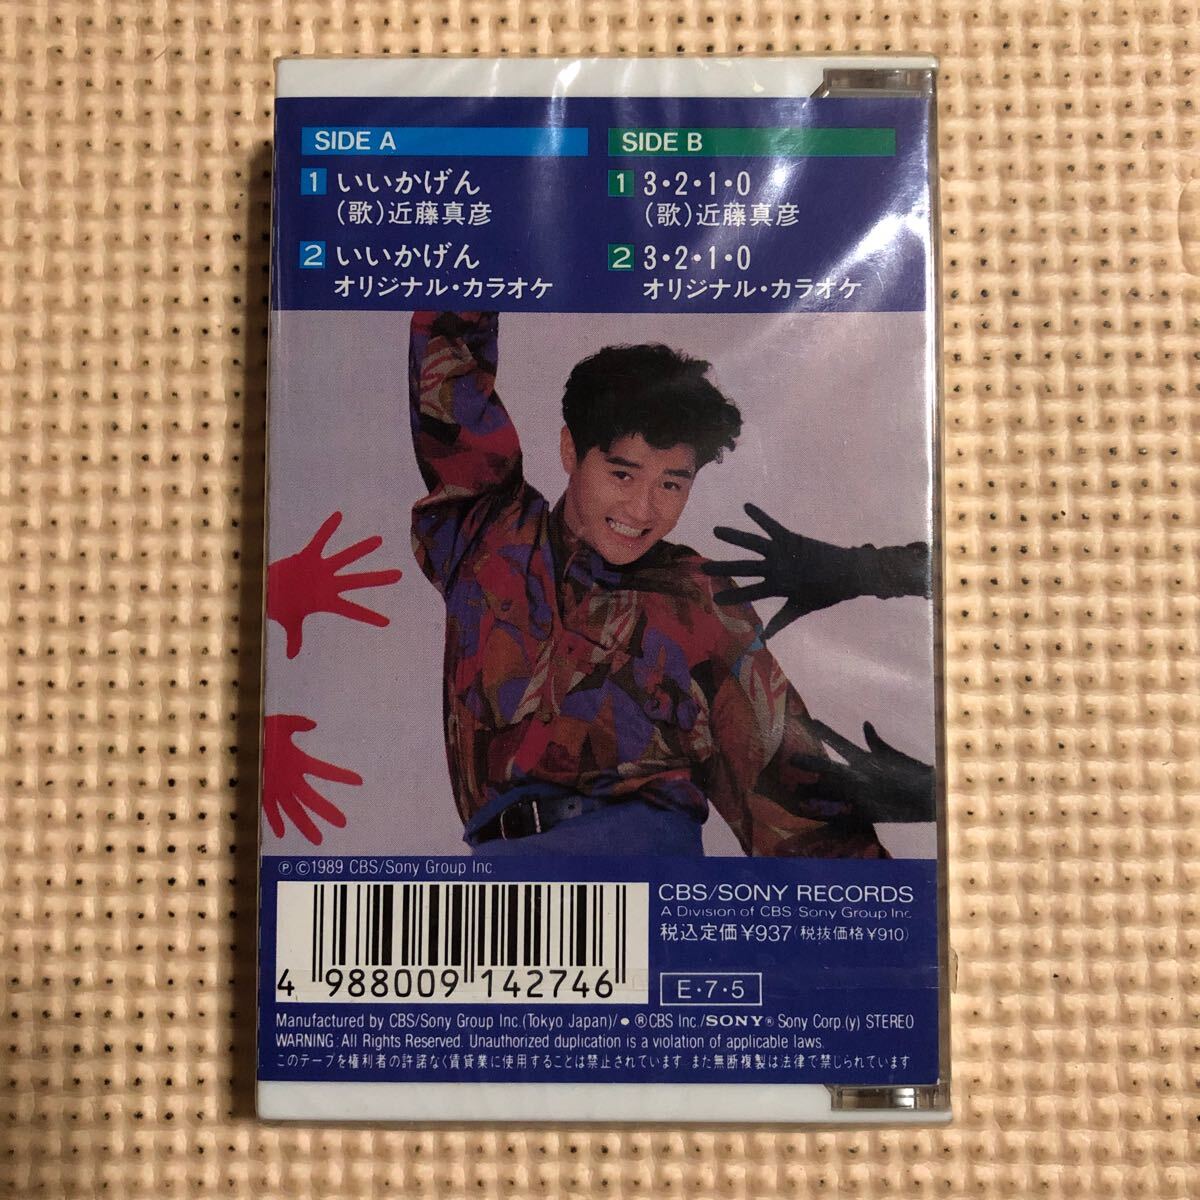 SIDE A
1 いいかげん
(歌)近藤真彦
2 いいかげん
オリジナル・カラオケ
SIDE B
1 3・2・1・0
(歌)近藤真彦
2 3・2・1・0
オリジナル・カラオケ
Ⓟ©1989 CBS/Sony Group Inc.
4 988009 142746
CBS/SONY RECORDS
A Division of CBS/Sony Group Inc.
税込定価¥937(税抜価格¥910)
E・7・5
Manufactured by CBS/Sony Group Inc.(Tokyo Japan)/●®CBS Inc./SONY® Sony Corp.(y) STEREO
WARNING: All Rights Reserved. Unauthorized duplication is a violation of applicable laws.
このテープを権利者の許諾なく賃貸業に使用することは禁止されています また無断複製は法律で禁じられています